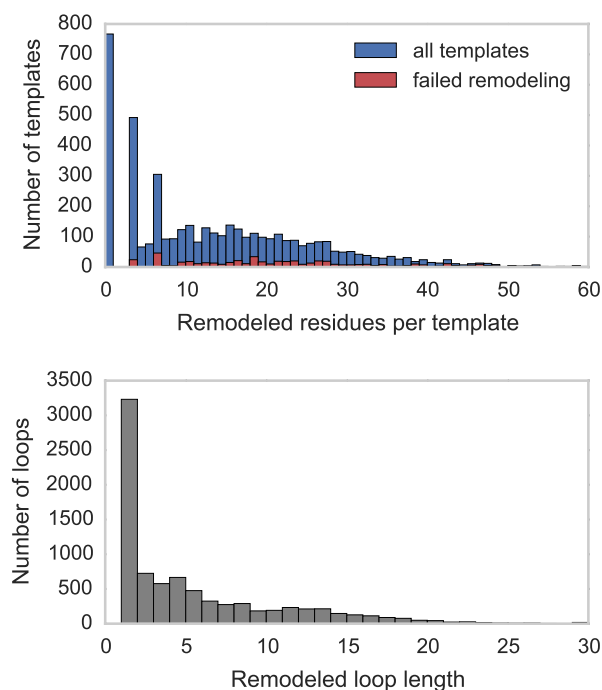 800
700
600
500
400
300
200
100
0
Number of templates
all templates
failed remodeling
0 10 20 30 40 50 60
Remodeled residues per template
3500
3000
2500
2000
1500
1000
500
0
Number of loops
0 5 10 15 20 25 30
Remodeled loop length